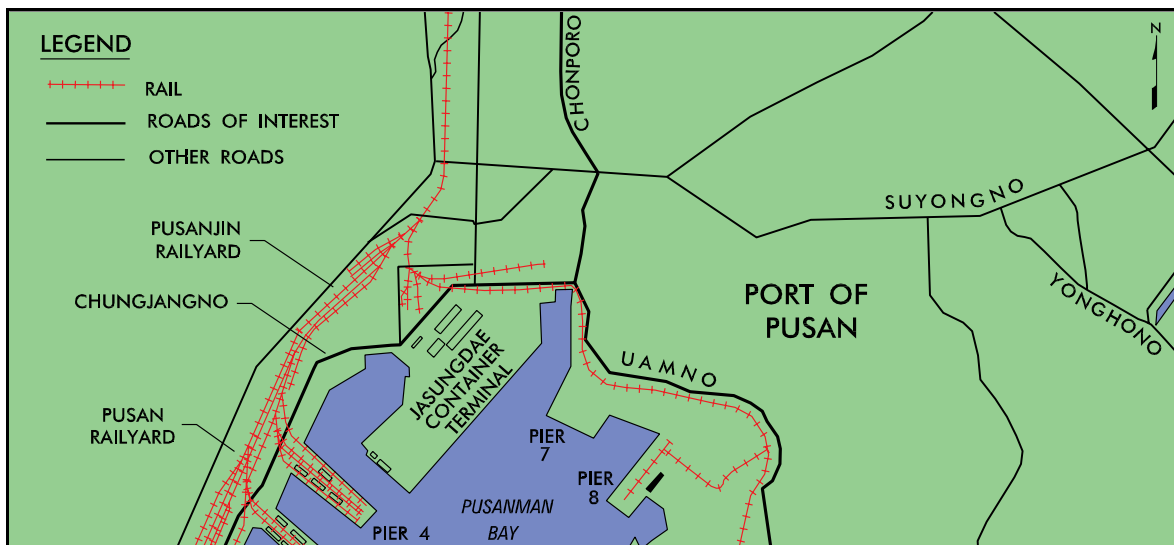 LEGEND
RAIL
ROADS OF INTEREST
OTHER ROADS
CHONPORO
N
SUYONGNO
PUSANJIN
RAILYARD
CHUNGJANGNO
PORT OF
PUSAN
YONGHONO
UAMNO
JASUNGDAE
CONTAINER
TERMINAL
PUSAN
RAILYARD
PIER
7
PIER
8
PUSANMAN
BAY
PIER 4